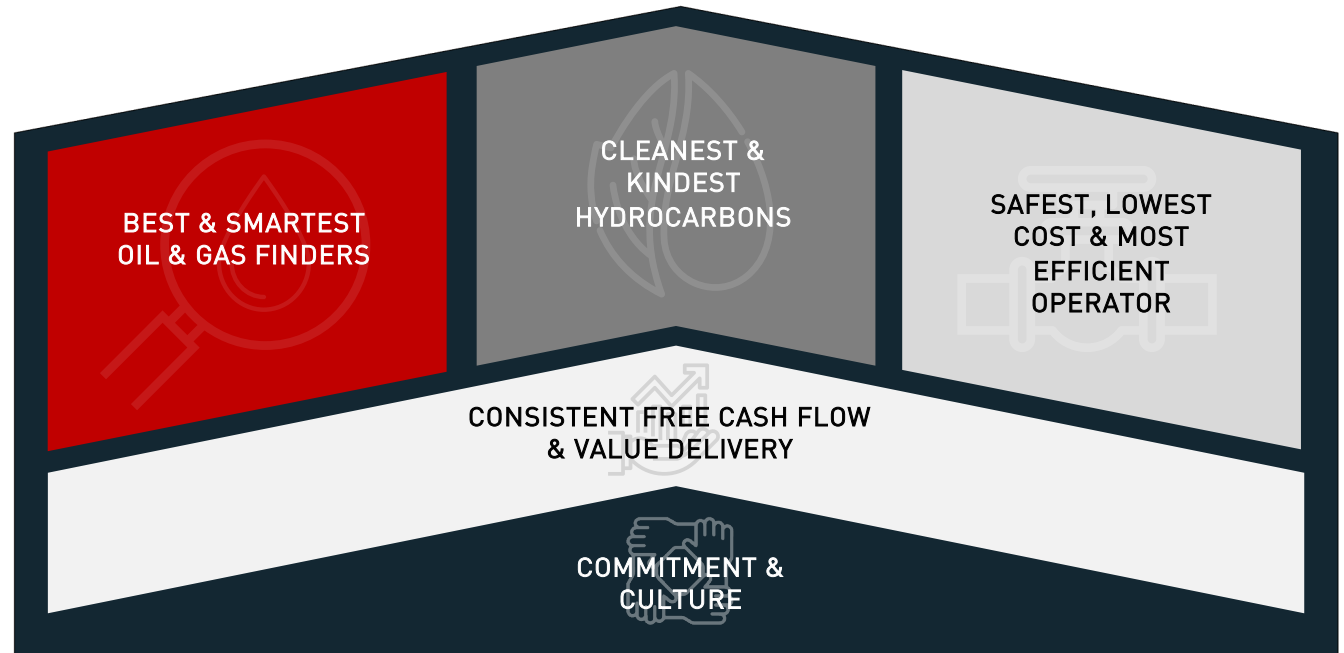 BEST & SMARTEST
OIL & GAS FINDERS
CLEANEST &
KINDEST
HYDROCARBONS
SAFEST, LOWEST
COST & MOST
EFFICIENT
OPERATOR
CONSISTENT FREE CASH FLOW
& VALUE DELIVERY
COMMITMENT &
CULTURE